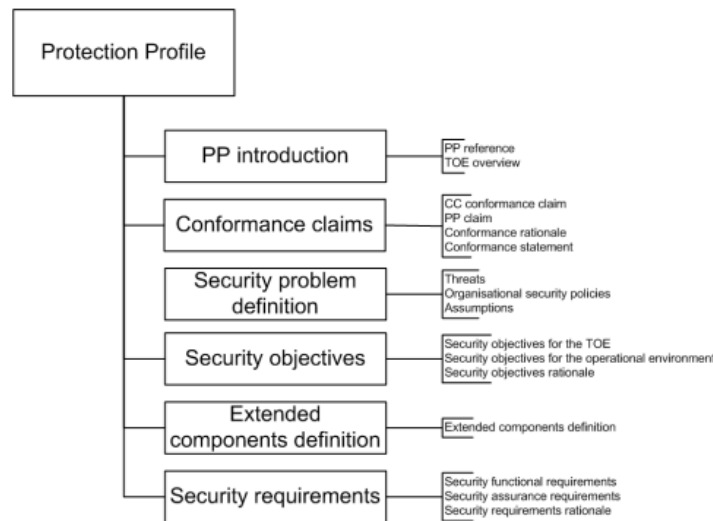 Protection Profile
PP introduction
PP reference
TOE overview
Conformance claims
CC conformance claim
PP claim
Conformance rationale
Conformance statement
Security problem
definition
Threats
Organisational security policies
Assumptions
Security objectives
Security objectives for the TOE
Security objectives for the operational environment
Security objectives rationale
Extended
components definition
Extended components definition
Security requirements
Security functional requirements
Security assurance requirements
Security requirements rationale